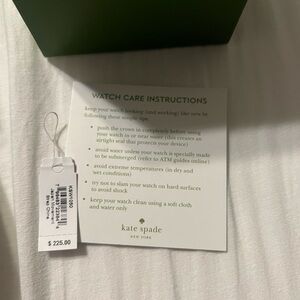 WATCH CARE INSTRUCTIONS
keep your watch looking (and working) like new by
following these simple tips:
• push the crown in completely before using
your watch in or near water (this creates an
airtight seal that protects your device)
• avoid water unless your watch is specially made
to be submerged (refer to ATM guides online)
• avoid extreme temperatures (in dry and
wet conditions)
• try not to slam your watch on hard surfaces
to avoid shock
• keep your watch clean using a soft cloth
and water only
kate spade
NEW YORK
Japan Movement
Strap China
$ 225.00